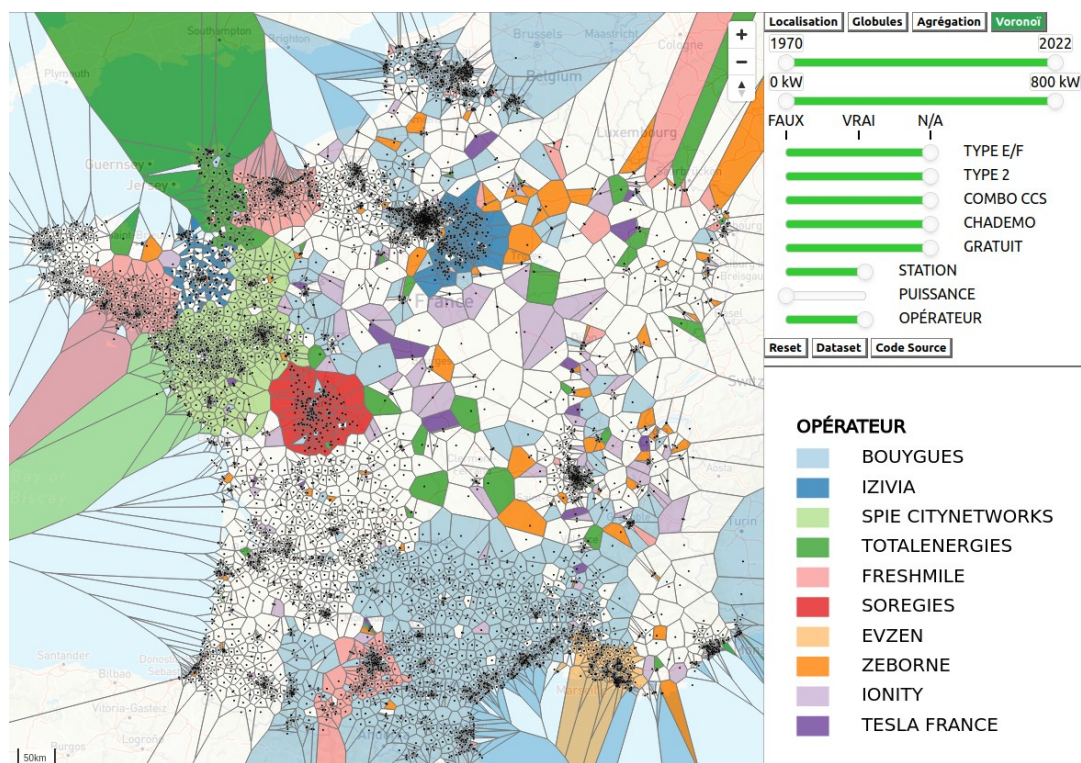 Localisation Globules Agrégation Voronoï
1970 2022
0 kW 800 kW
FAUX VRAI N/A
TYPE E/F
TYPE 2
COMBO CCS
CHADEMO
GRATUIT
STATION
PUISSANCE
OPÉRATEUR
Reset Dataset Code Source
OPÉRATEUR
BOUYGUES
IZIVIA
SPIE CITYNETWORKS
TOTALENERGIES
FRESHMILE
SOREGIES
EVZEN
ZEBORNE
IONITY
TESLA FRANCE
Southampton
Brighton
Brussels
Maastricht
Cologne
Plymouth
Belgium
Luxembourg
Guernsey
Jersey
Saarbrücken
France
Aosta
Turin
Santander
Bilbao
Vitoria-Gasteiz
Logroño
Burgos
50km